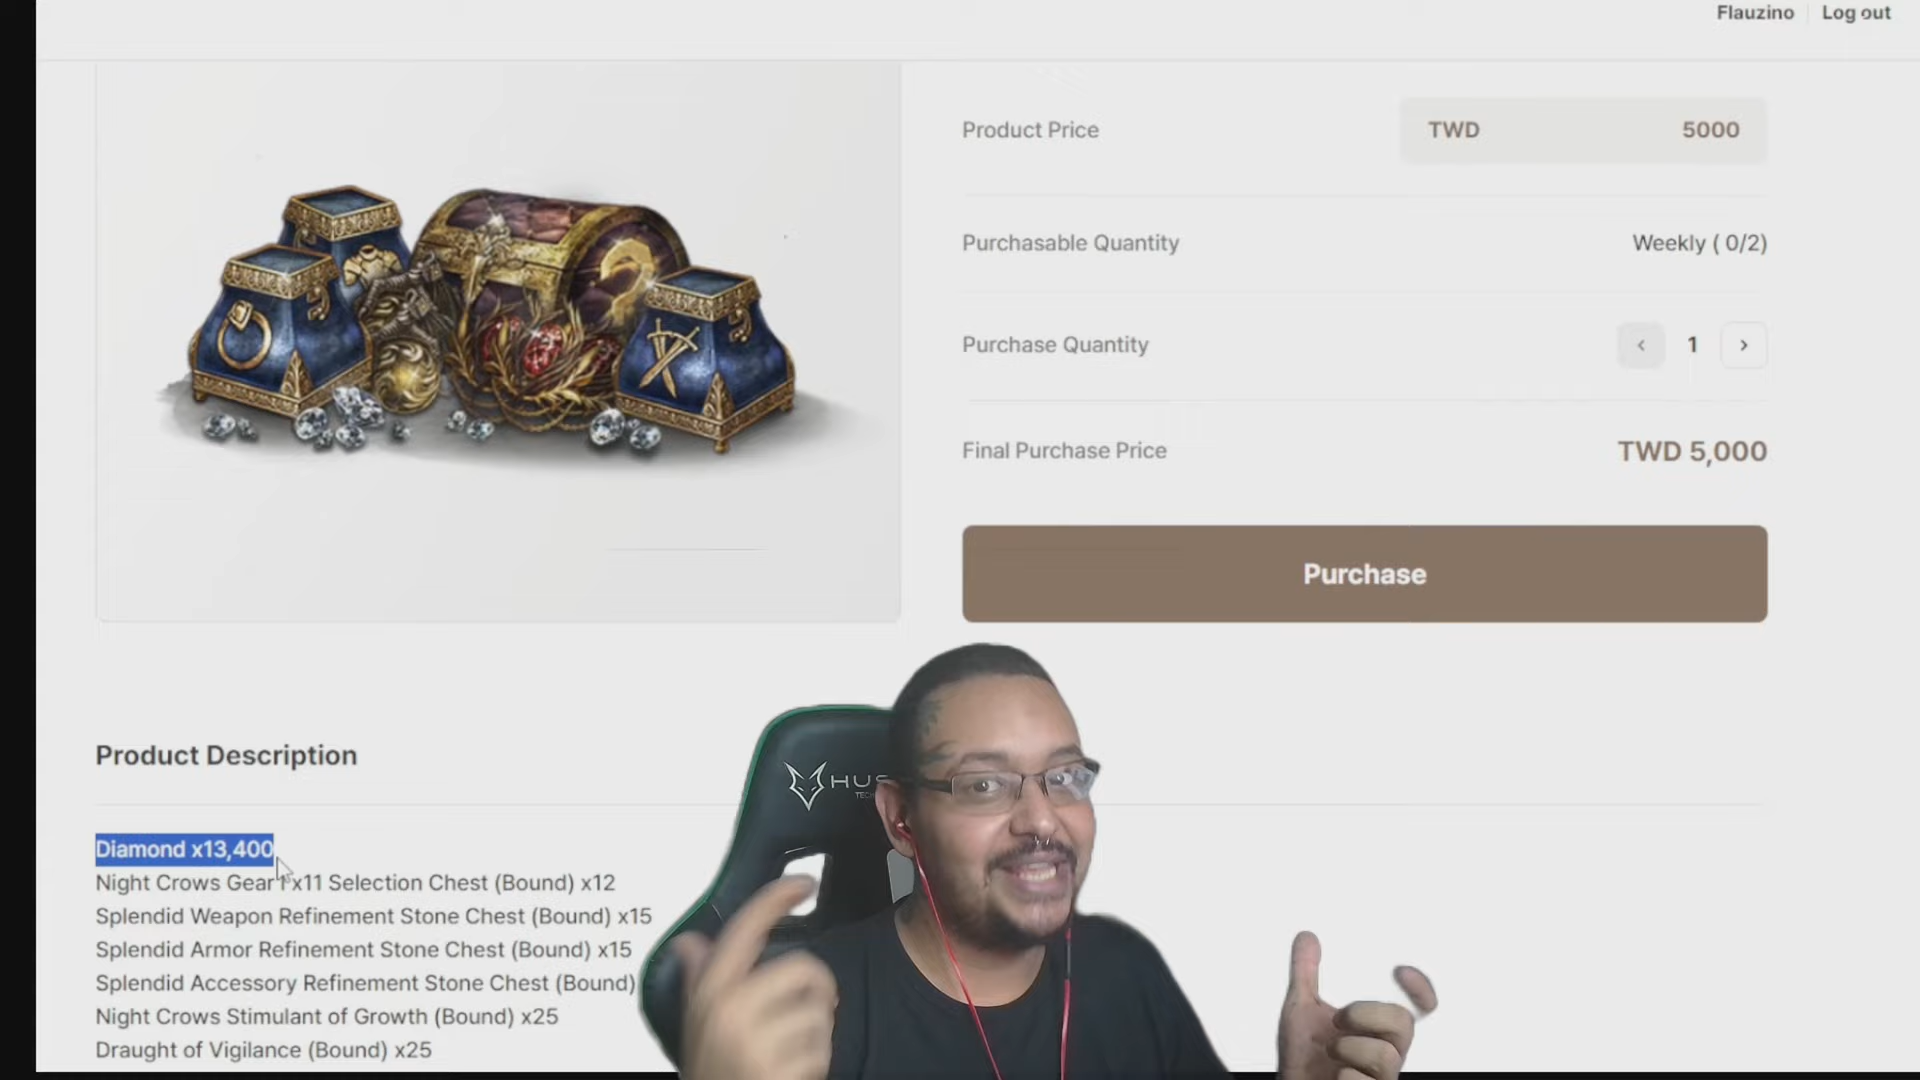 Flauzino
Log out
Product Price
TWD 5000
Purchasable Quantity
Weekly ( 0/2)
Purchase Quantity
1
Final Purchase Price
TWD 5,000
Purchase
Product Description
Diamond x13,400
Night Crows Gear x11 Selection Chest (Bound) x12
Splendid Weapon Refinement Stone Chest (Bound) x15
Splendid Armor Refinement Stone Chest (Bound) x15
Splendid Accessory Refinement Stone Chest (Bound)
Night Crows Stimulant of Growth (Bound) x25
Draught of Vigilance (Bound) x25
HUS